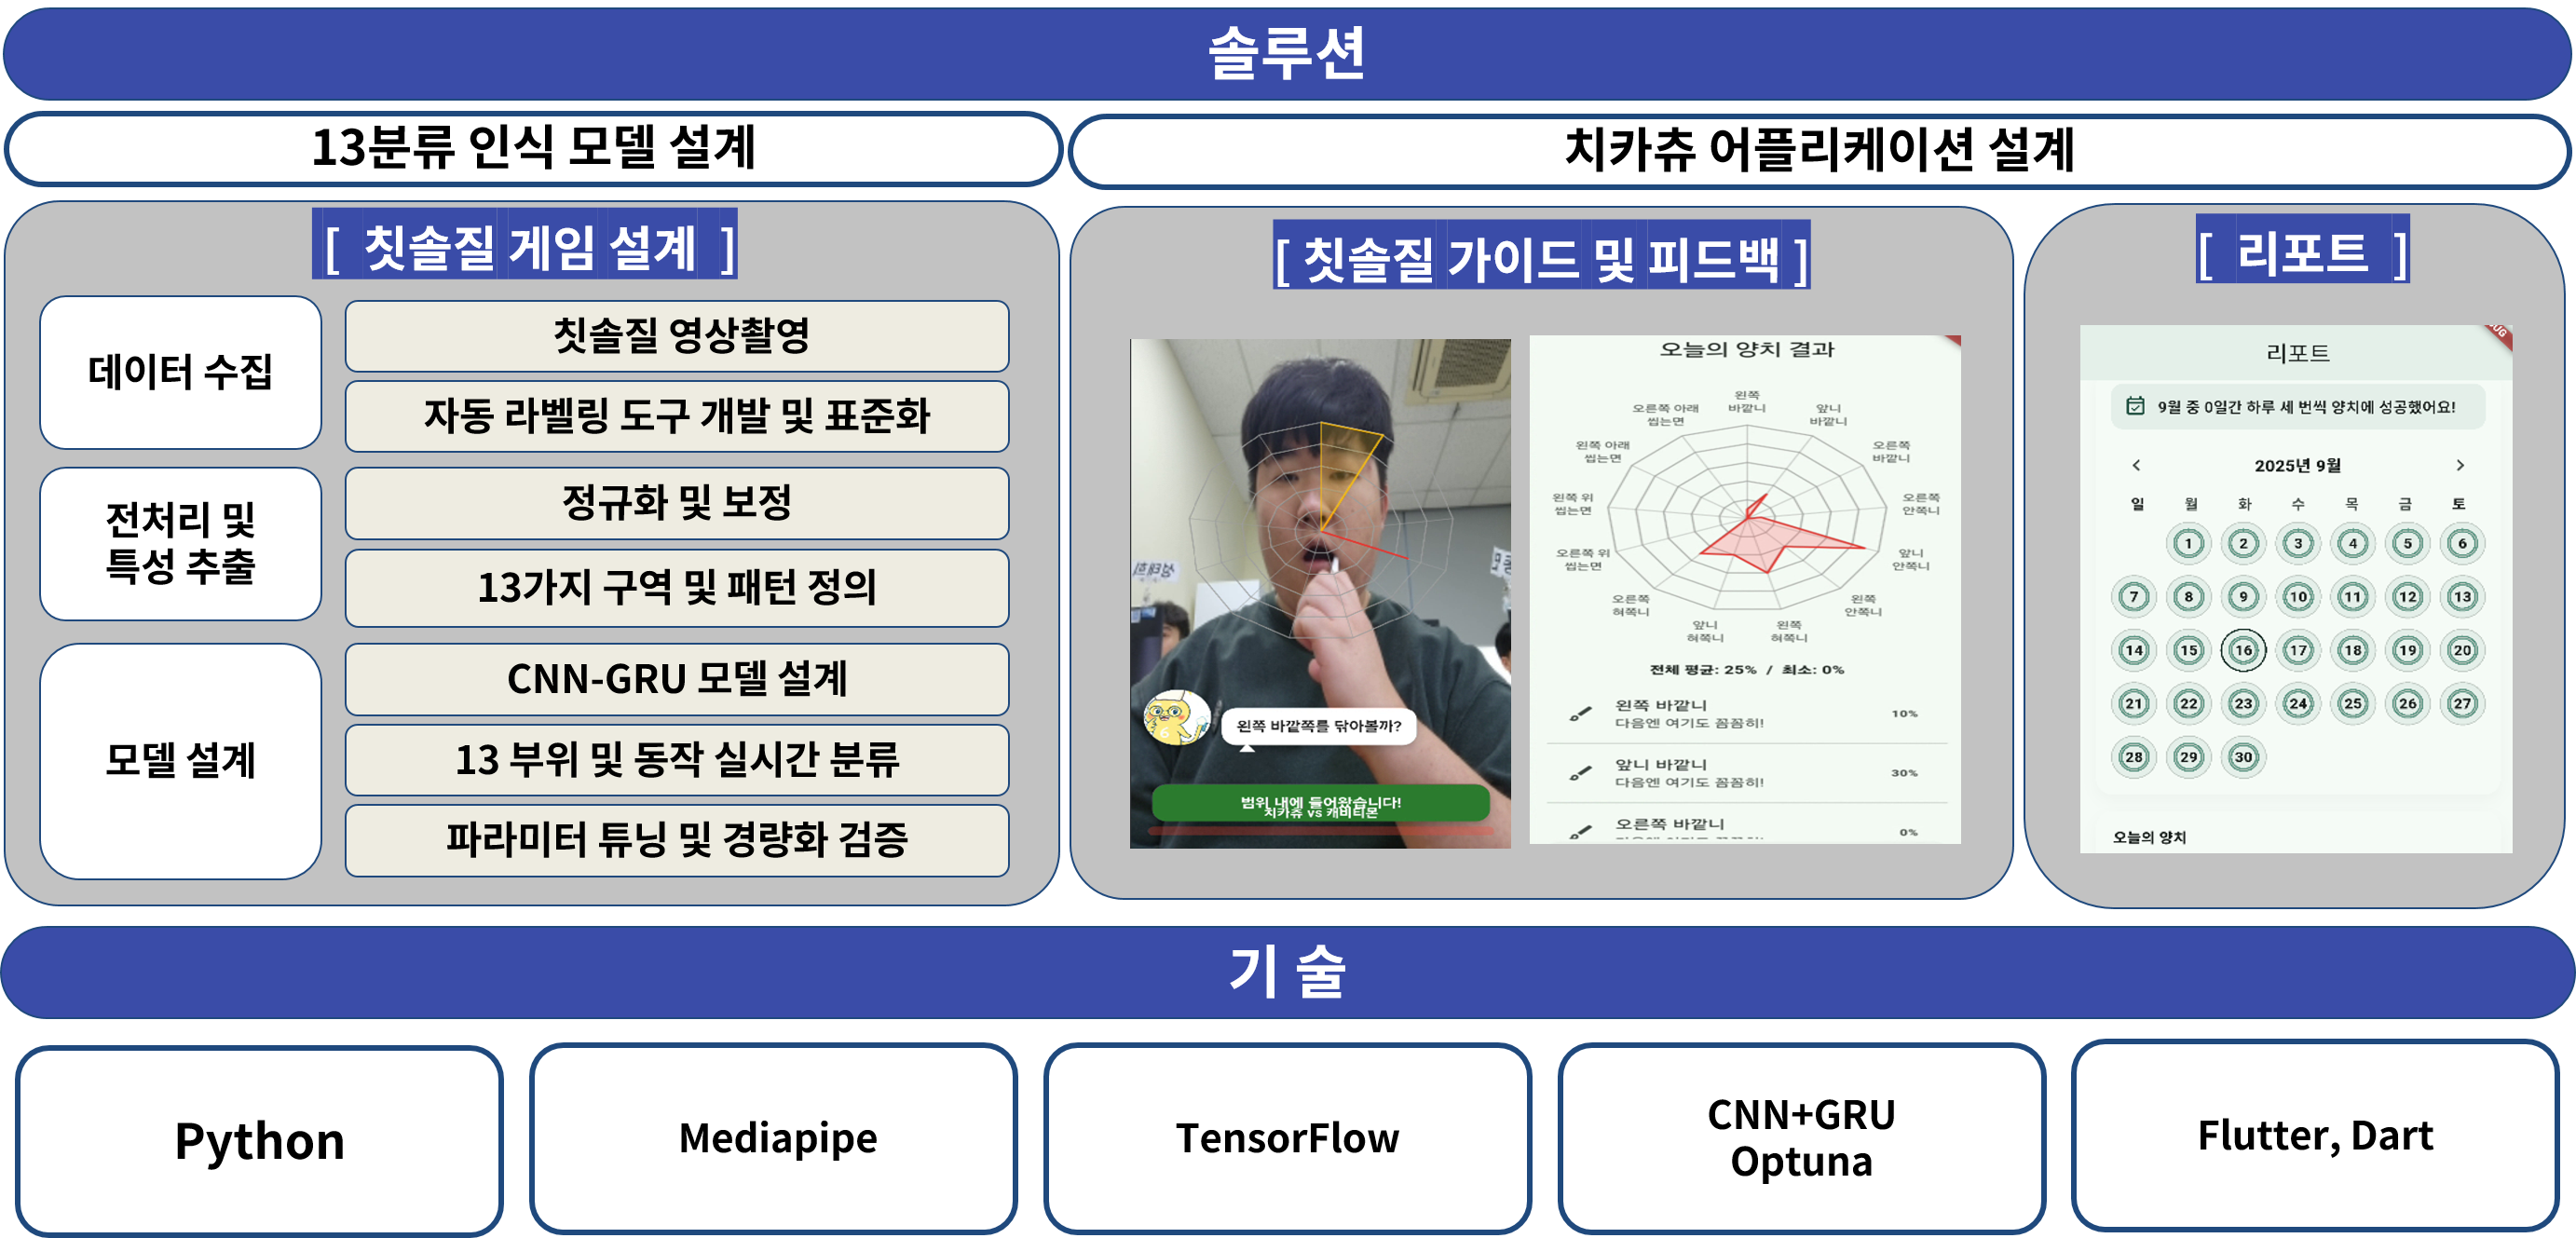 솔루션
13분류 인식 모델 설계
치카츄 어플리케이션 설계
[ 칫솔질 게임 설계 ]
데이터 수집
칫솔질 영상촬영
자동 라벨링 도구 개발 및 표준화
전처리 및
특성 추출
정규화 및 보정
13가지 구역 및 패턴 정의
모델 설계
CNN-GRU 모델 설계
13 부위 및 동작 실시간 분류
파라미터 튜닝 및 경량화 검증
[ 칫솔질 가이드 및 피드백 ]
왼쪽 바깥쪽를 닦아볼까?
범위 내에 들어왔습니다!
치카츄 vs 캐비티몬
오늘의 양치 결과
왼쪽
바깥니
앞니
바깥니
오른쪽
바깥니
오른쪽
안쪽니
앞니
안쪽니
왼쪽
안쪽니
왼쪽
혀쪽니
앞니
혀쪽니
오른쪽
혀쪽니
오른쪽 위
씹는면
왼쪽 위
씹는면
왼쪽 아래
씹는면
오른쪽 아래
씹는면
전체 평균: 25% / 최소: 0%
왼쪽 바깥니
다음엔 여기도 꼼꼼히!
10%
앞니 바깥니
다음엔 여기도 꼼꼼히!
30%
오른쪽 바깥니
0%
[ 리포트 ]
리포트
9월 중 0일간 하루 세 번씩 양치에 성공했어요!
2025년 9월
일 월 화 수 목 금 토
1 2 3 4 5 6
7 8 9 10 11 12 13
14 15 16 17 18 19 20
21 22 23 24 25 26 27
28 29 30
오늘의 양치
기 술
Python
Mediapipe
TensorFlow
CNN+GRU
Optuna
Flutter, Dart